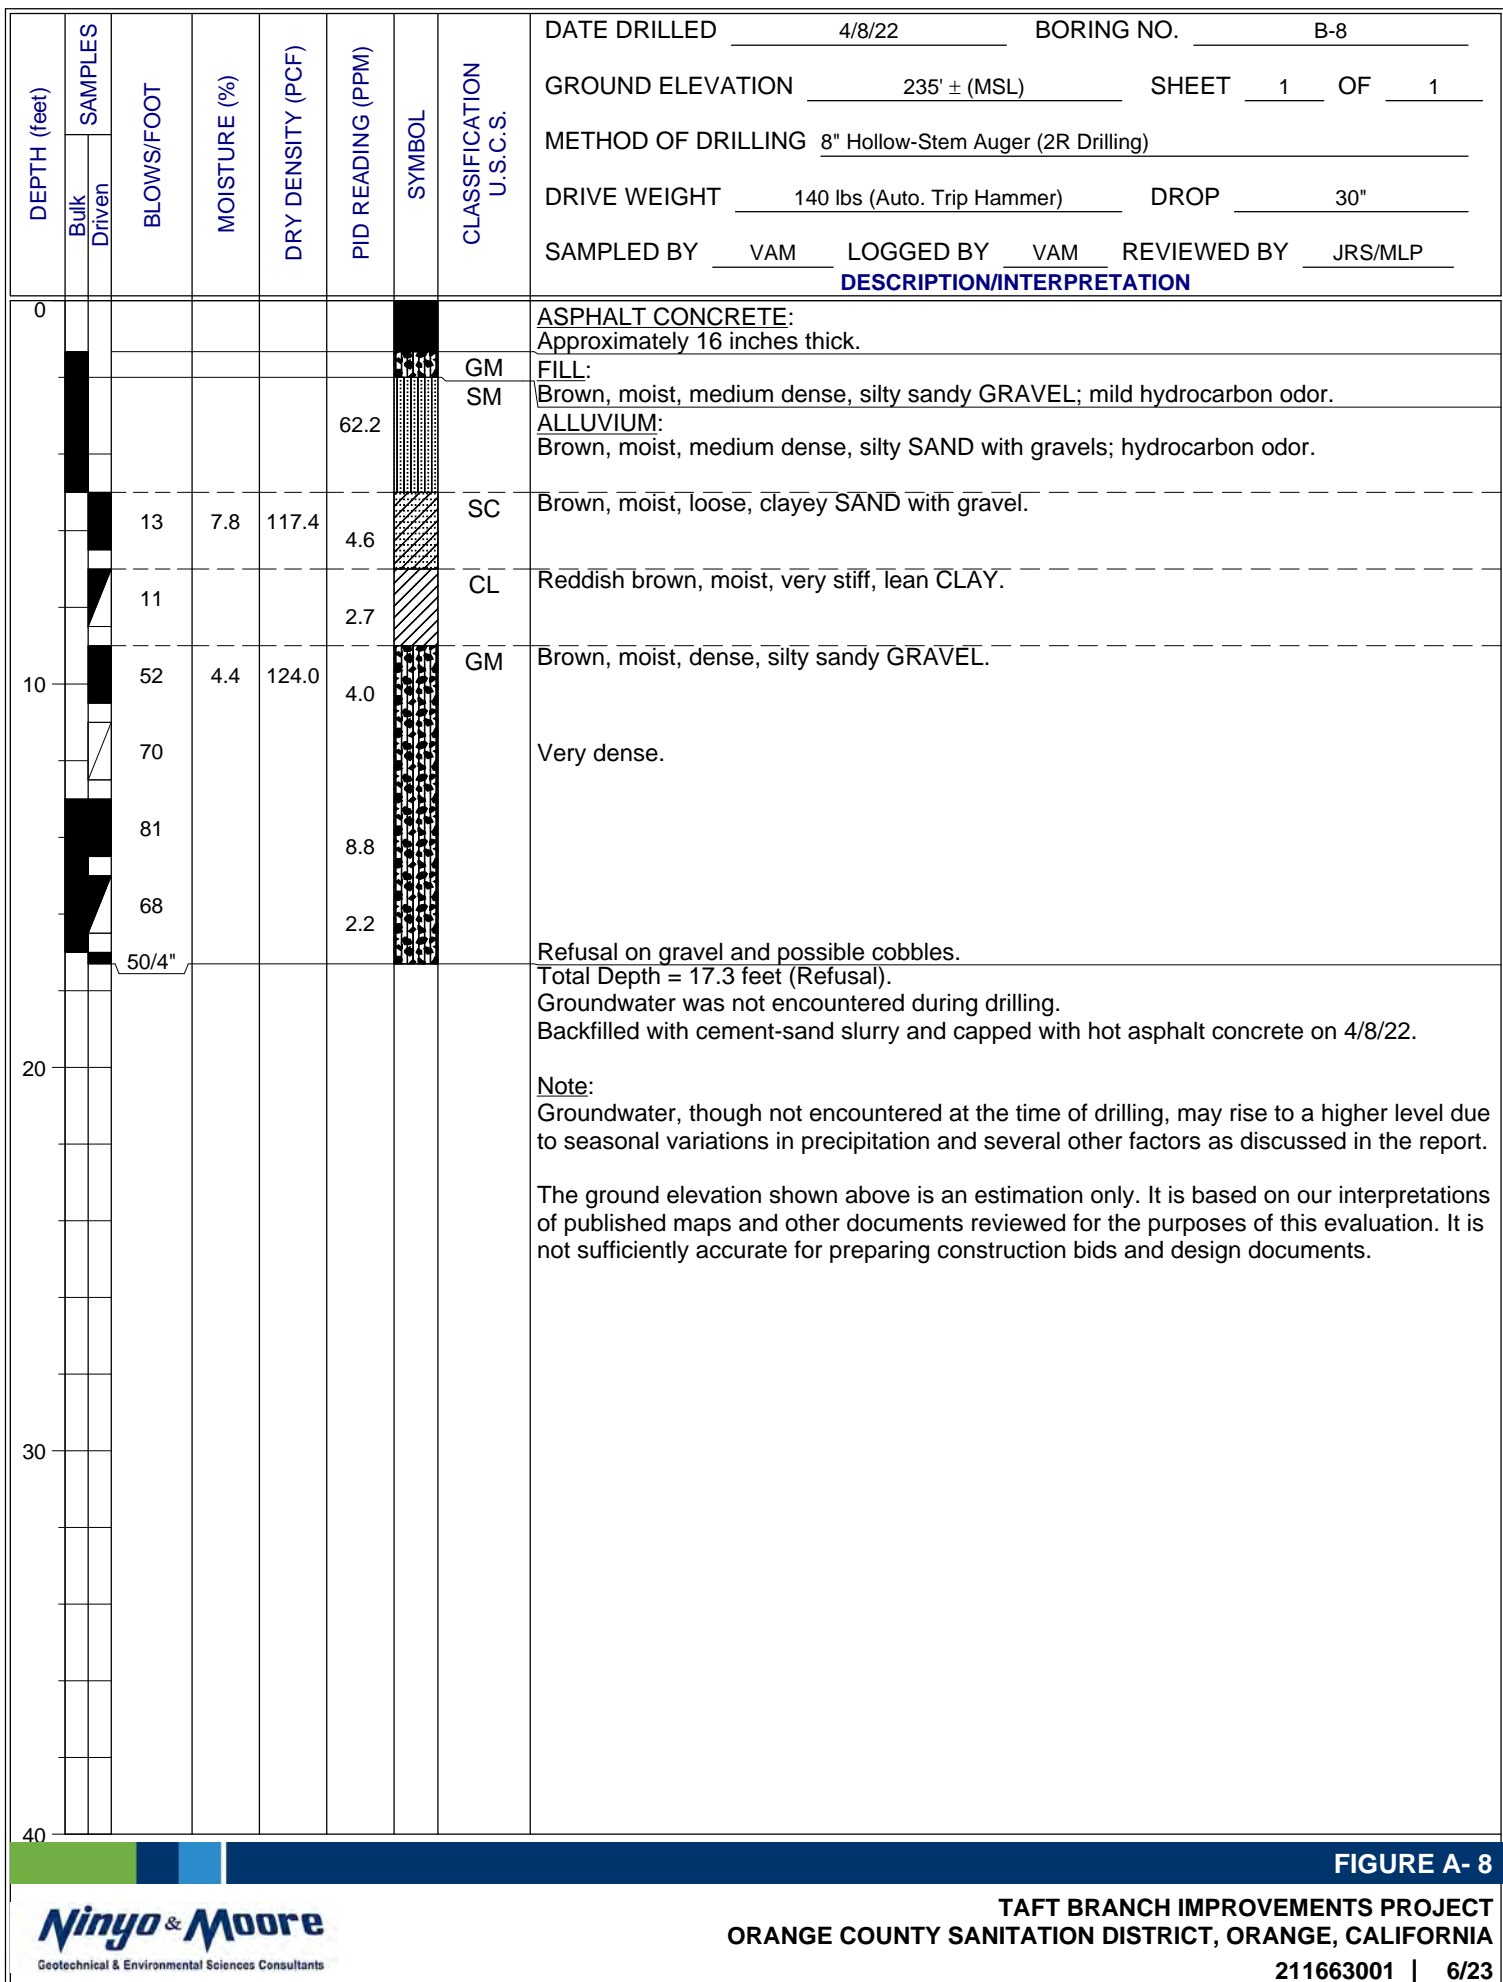 DEPTH (feet)
SAMPLES
Bulk
Driven
BLOWS/FOOT
MOISTURE (%)
DRY DENSITY (PCF)
PID READING (PPM)
SYMBOL
CLASSIFICATION
U.S.C.S.
DATE DRILLED 4/8/22 BORING NO. B-8
GROUND ELEVATION 235' ± (MSL) SHEET 1 OF 1
METHOD OF DRILLING 8" Hollow-Stem Auger (2R Drilling)
DRIVE WEIGHT 140 lbs (Auto. Trip Hammer) DROP 30"
SAMPLED BY VAM LOGGED BY VAM REVIEWED BY JRS/MLP
DESCRIPTION/INTERPRETATION
0
ASPHALT CONCRETE:
Approximately 16 inches thick.
GM FILL:
SM Brown, moist, medium dense, silty sandy GRAVEL; mild hydrocarbon odor.
62.2 ALLUVIUM:
Brown, moist, medium dense, silty SAND with gravels; hydrocarbon odor.
SC Brown, moist, loose, clayey SAND with gravel.
13 7.8 117.4 4.6
CL Reddish brown, moist, very stiff, lean CLAY.
11 2.7
GM Brown, moist, dense, silty sandy GRAVEL.
10 52 4.4 124.0 4.0
70 Very dense.
81 8.8
68 2.2
Refusal on gravel and possible cobbles.
50/4"
Total Depth = 17.3 feet (Refusal).
Groundwater was not encountered during drilling.
Backfilled with cement-sand slurry and capped with hot asphalt concrete on 4/8/22.
20
Note:
Groundwater, though not encountered at the time of drilling, may rise to a higher level due
to seasonal variations in precipitation and several other factors as discussed in the report.
The ground elevation shown above is an estimation only. It is based on our interpretations
of published maps and other documents reviewed for the purposes of this evaluation. It is
not sufficiently accurate for preparing construction bids and design documents.
30
40
FIGURE A- 8
Ninyo & Moore
Geotechnical & Environmental Sciences Consultants
TAFT BRANCH IMPROVEMENTS PROJECT
ORANGE COUNTY SANITATION DISTRICT, ORANGE, CALIFORNIA
211663001 | 6/23